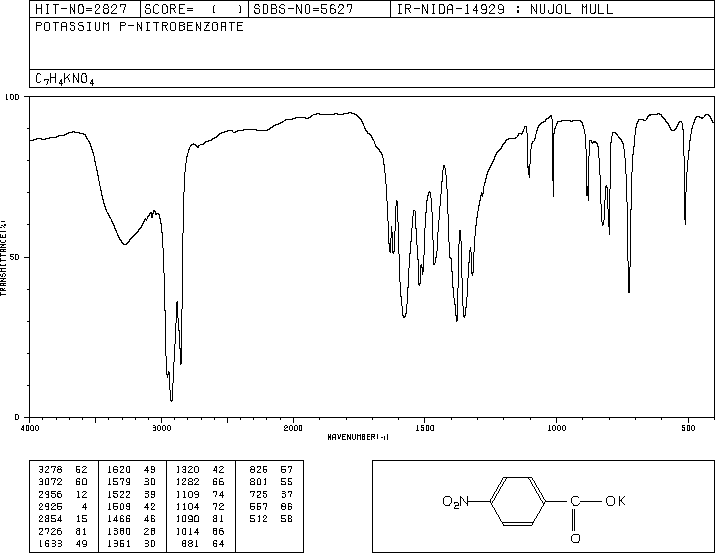 HIT-NO=2827 SCORE= ( ) SDBS-NO=5627 IR-NIDA-14929 : NUJOL MULL
POTASSIUM P-NITROBENZOATE
C7H4KNO4
100
50
0
TRANSMITTANCE(%)
4000 3000 2000 1500 1000 500
WAVENUMBER(-1)
3278 52 1620 49 1320 42 826 57
3072 60 1579 30 1282 66 801 55
2956 12 1522 39 1109 74 725 37
2925 4 1509 42 1104 72 557 86
2854 15 1466 46 1090 81 512 58
2726 81 1380 28 1014 86
1633 49 1351 30 881 64
O2N C OK
O